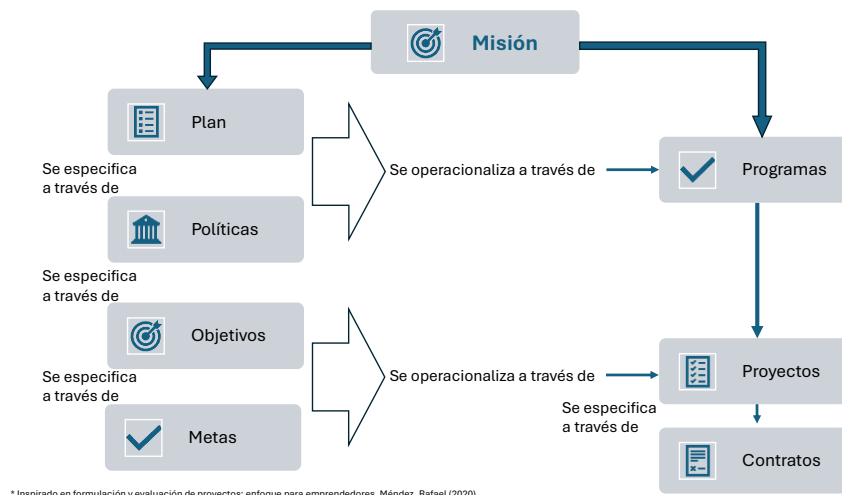 Misión
Plan
Se especifica
a través de
Se operacionaliza a través de
Programas
Políticas
Se especifica
a través de
Objetivos
Se especifica
a través de
Se operacionaliza a través de
Proyectos
Se especifica
a través de
Metas
Contratos
* Inspirado en formulación y evaluación de proyectos: enfoque para emprendedores. Méndez, Rafael (2020)